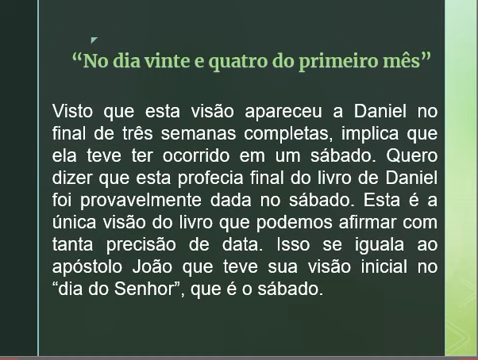 “No dia vinte e quatro do primeiro mês”
Visto que esta visão apareceu a Daniel no
final de três semanas completas, implica que
ela teve ter ocorrido em um sábado. Quero
dizer que esta profecia final do livro de Daniel
foi provavelmente dada no sábado. Esta é a
única visão do livro que podemos afirmar com
tanta precisão de data. Isso se iguala ao
apóstolo João que teve sua visão inicial no
“dia do Senhor”, que é o sábado.